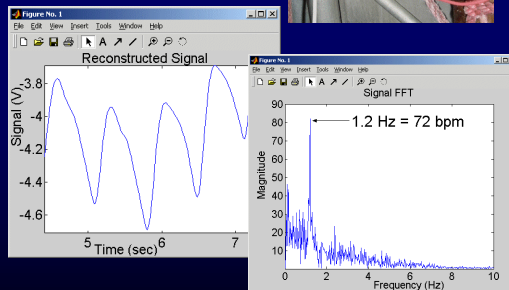 Figure No. 1
File Edit View Insert Tools Window Help
Reconstructed Signal
-3.8
-4
-4.2
-4.4
-4.6
Signal (V)
5 6 7
Time (sec)
Figure No. 1
File Edit View Insert Tools Window Help
Signal FFT
90
80
70
60
50
40
30
20
10
Magnitude
1.2 Hz = 72 bpm
0 2 4 6 8 10
Frequency (Hz)